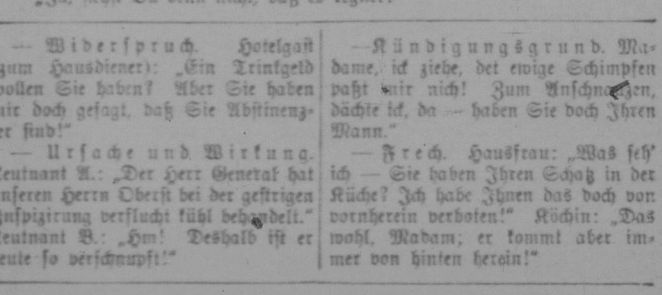 — Widerspruch. Hotelgast
zum Hausdiener): „Ein Trinkgeld
wollen Sie haben? Aber Sie haben
mir doch gesagt, daß Sie Abstinenz-
er sind!"
— Ursache und Wirkung.
Leutnant A.: „Der Herr General hat
unseren Herrn Oberst bei der gestrigen
Inspizirung verflucht kühl behandelt."
Leutnant B.: „Hm! Deshalb ist er
heute so verschnupft!"
—Kündigungsgrund. Ma-
dame, ick ziehe, det ewige Schimpfen
paßt mir nich! Zum Anschnauzen,
dächte ick, da — haben Sie doch Ihren
Mann."
— Frech. Hausfrau: „Was seh'
ich — Sie haben Ihren Schatz in der
Küche? Ich habe Ihnen das doch von
vornherein verboten!" Köchin: „Das
wohl, Madam; er kommt aber im-
mer von hinten herein!"